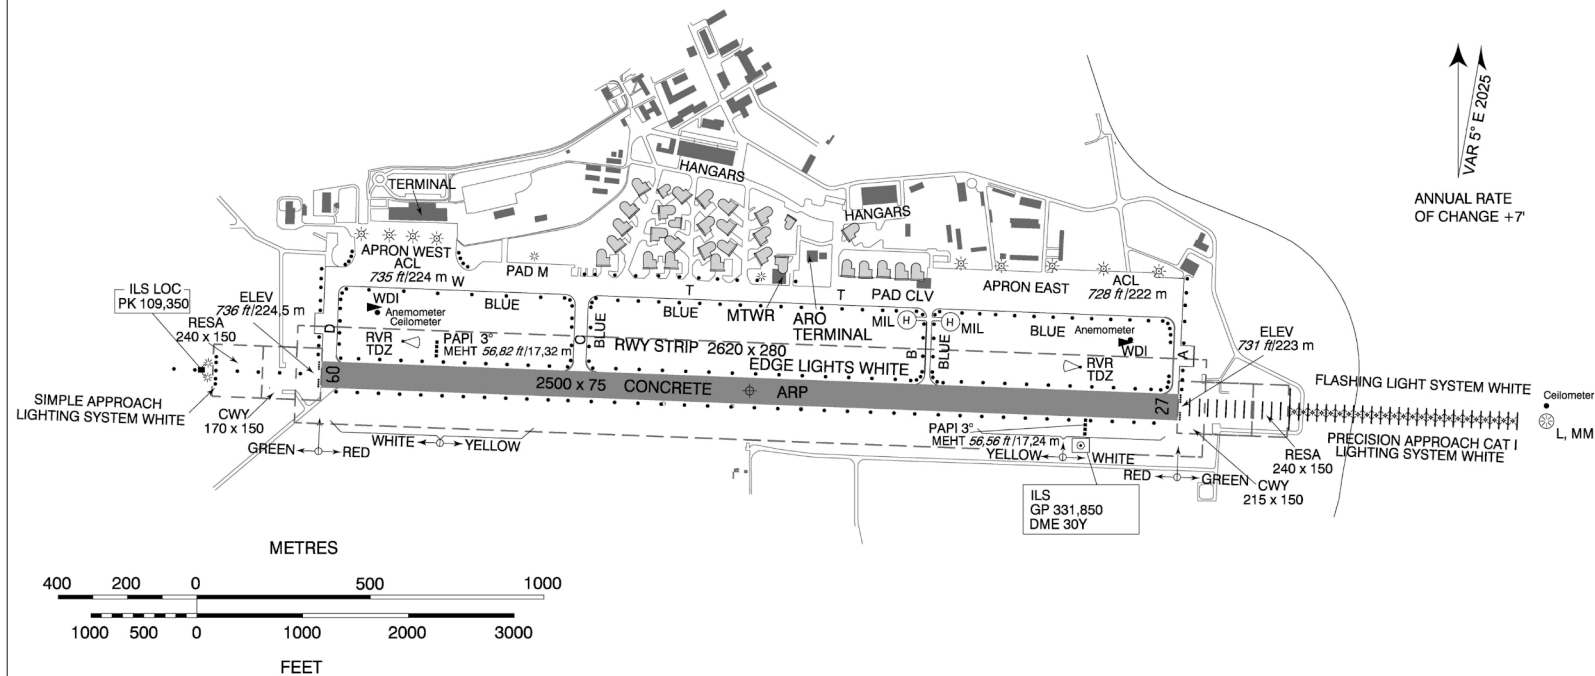 VAR 5° E 2025
ANNUAL RATE
OF CHANGE +7'
HANGARS
TERMINAL
HANGARS
APRON WEST
ACL
735 ft/224 m
W
PAD M
T
T
PAD CLV
APRON EAST
ACL
728 ft/222 m
ILS LOC
PK 109,350
ELEV
736 ft/224,5 m
RESA
240 x 150
WDI
Anemometer
Ceilometer
BLUE
BLUE
BLUE
MTWR
ARO
TERMINAL
MIL
H
H
MIL
BLUE
BLUE
Anemometer
WDI
ELEV
731 ft/223 m
D
C
B
A
RVR
TDZ
PAPI 3°
MEHT 56,82 ft/17,32 m
RWY STRIP 2620 x 280
EDGE LIGHTS WHITE
RVR
TDZ
09
2500 x 75 CONCRETE
ARP
27
SIMPLE APPROACH
LIGHTING SYSTEM WHITE
CWY
170 x 150
FLASHING LIGHT SYSTEM WHITE
Ceilometer
L, MM
PRECISION APPROACH CAT I
LIGHTING SYSTEM WHITE
RESA
240 x 150
CWY
215 x 150
GREEN
RED
WHITE
YELLOW
PAPI 3°
MEHT 56,56 ft/17,24 m
YELLOW
WHITE
RED
GREEN
ILS
GP 331,850
DME 30Y
METRES
400 200 0 500 1000
1000 500 0 1000 2000 3000
FEET